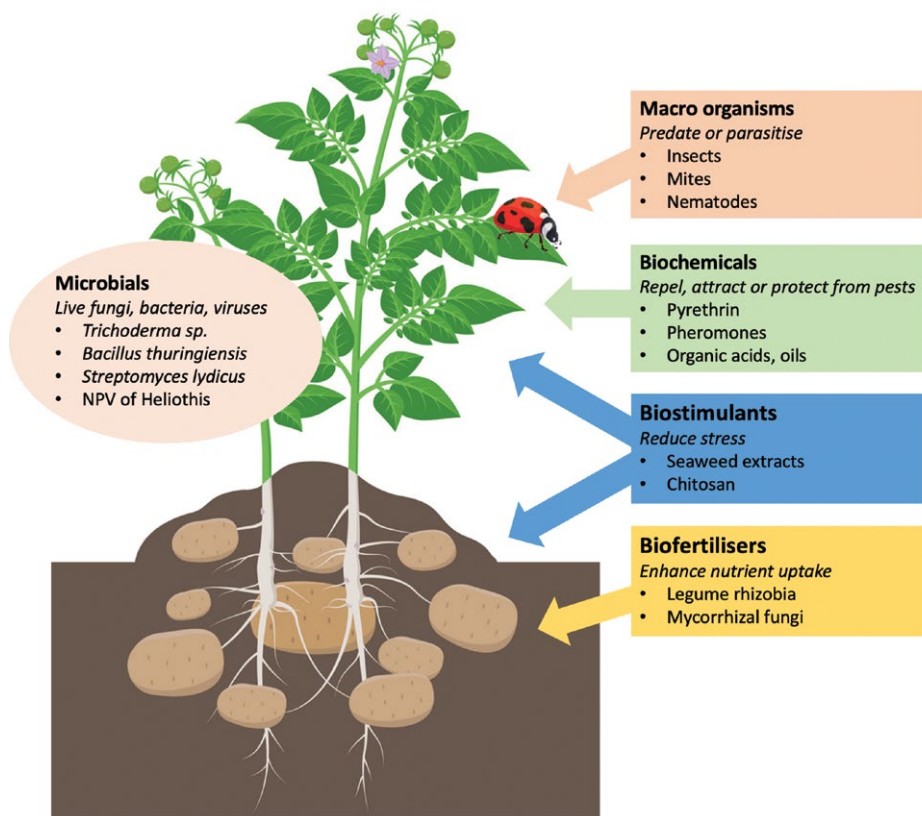 Macro organisms
Predate or parasitise
• Insects
• Mites
• Nematodes
Biochemicals
Repel, attract or protect from pests
• Pyrethrin
• Pheromones
• Organic acids, oils
Microbials
Live fungi, bacteria, viruses
• Trichoderma sp.
• Bacillus thuringiensis
• Streptomyces lydicus
• NPV of Heliothis
Biostimulants
Reduce stress
• Seaweed extracts
• Chitosan
Biofertilisers
Enhance nutrient uptake
• Legume rhizobia
• Mycorrhizal fungi